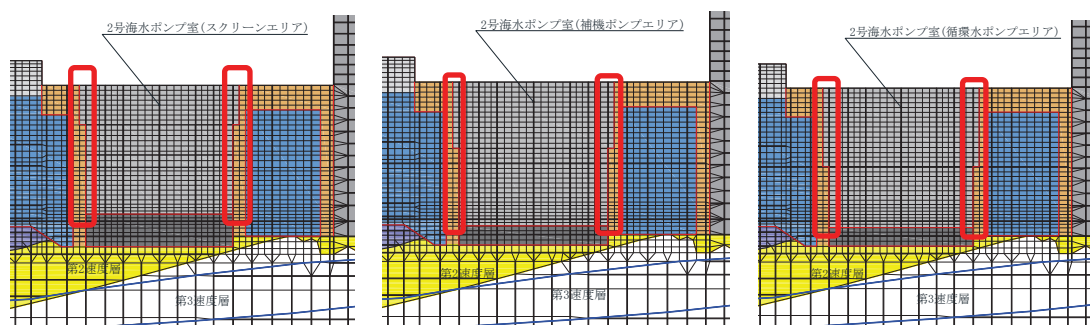 2号海水ポンプ室(スクリーンエリア)
第2速度層
第3速度層
2号海水ポンプ室(補機ポンプエリア)
第2速度層
第3速度層
2号海水ポンプ室(循環水ポンプエリア)
第2速度層
第3速度層